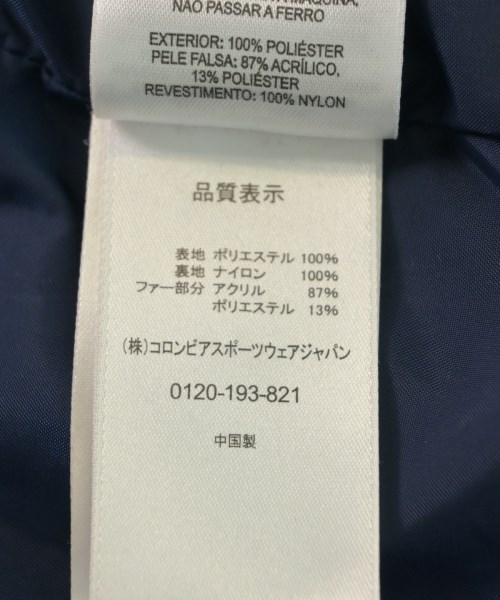 NÃO PASSAR A FERRO
EXTERIOR: 100% POLIÉSTER
PELE FALSA: 87% ACRÍLICO,
13% POLIÉSTER
REVESTIMENTO: 100% NYLON
品質表示
表地 ポリエステル 100%
裏地 ナイロン 100%
ファー部分 アクリル 87%
ポリエステル 13%
(株)コロンビアスポーツウェアジャパン
0120-193-821
中国製